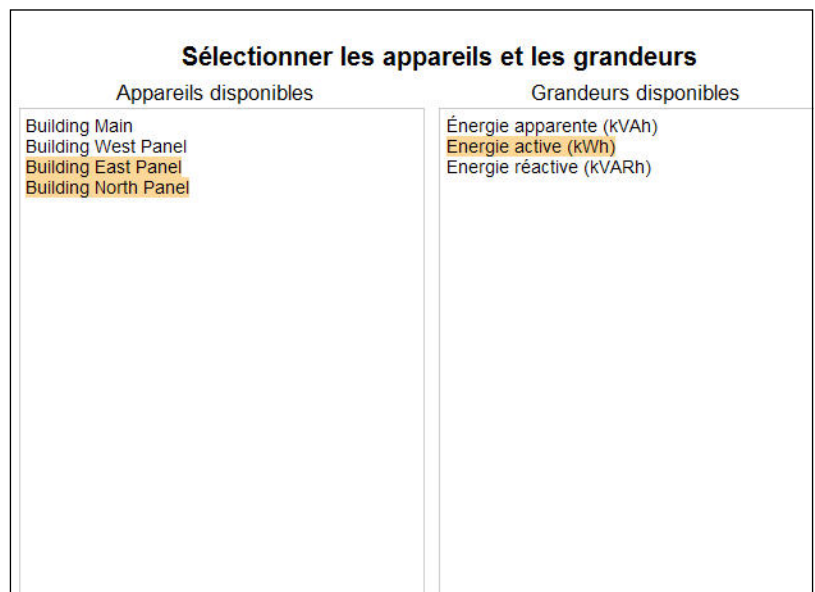 Sélectionner les appareils et les grandeurs
Appareils disponibles
Building Main
Building West Panel
Building East Panel
Building North Panel
Grandeurs disponibles
Énergie apparente (kVAh)
Energie active (kWh)
Energie réactive (kVARh)